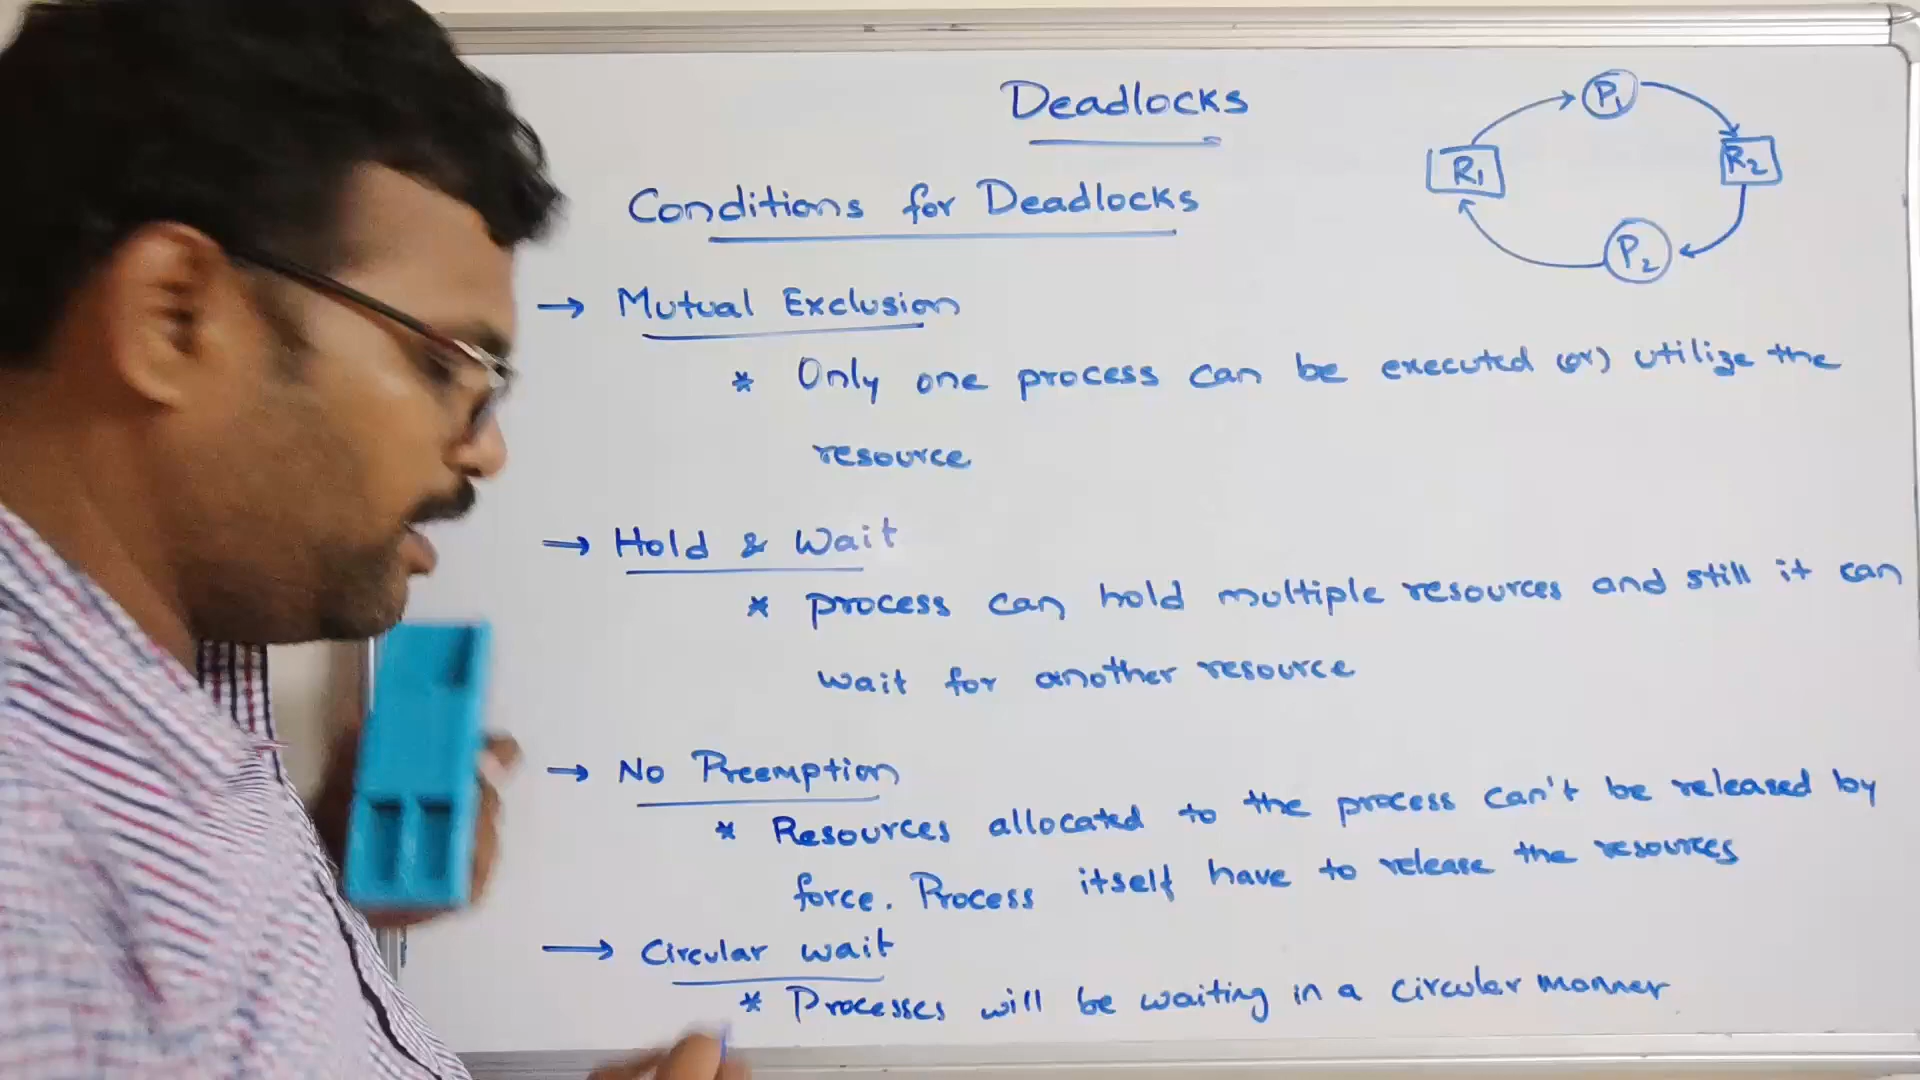 Deadlocks
P1
R1
R2
P2
Conditions for Deadlocks
→ Mutual Exclusion
* Only one process can be executed (or) utilize the
resource
→ Hold & Wait
* process can hold multiple resources and still it can
wait for another resource
→ No Preemption
* Resources allocated to the process can't be released by
force. Process itself have to release the resources
→ Circular wait
* Processes will be waiting in a circular manner